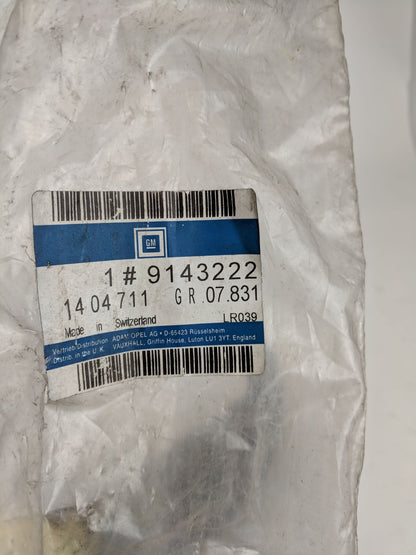 GM
1 # 9143222
1404711 GR.07.831
Made in Switzerland LR039
Vertrieb-Distribution ADAM OPEL AG • D-65423 Rüsselsheim
Distrib. in the U.K. VAUXHALL, Griffin House, Luton LU1 3YT, England